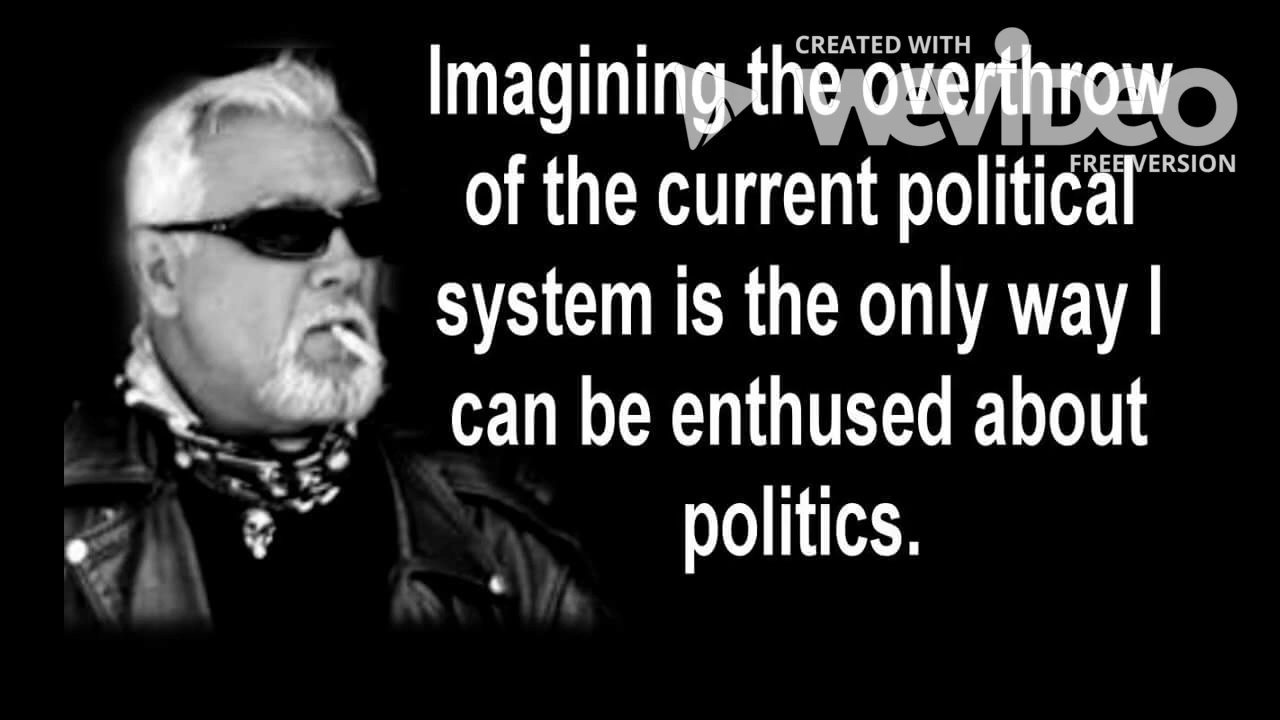 CREATED WITH
WEVIDEO
FREE VERSION
Imagining the overthrow
of the current political
system is the only way I
can be enthused about
politics.